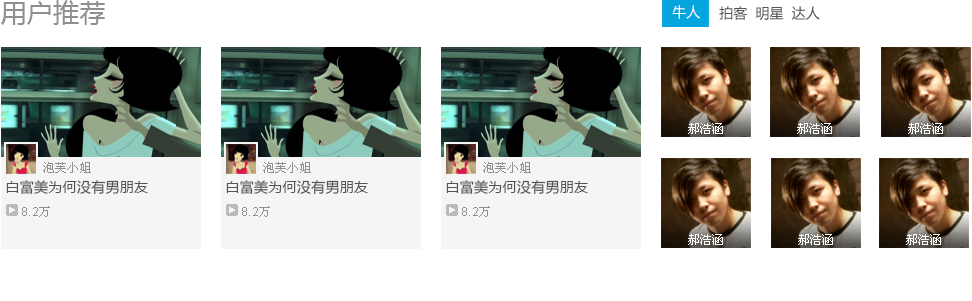 用户推荐
泡芙小姐
白富美为何没有男朋友
8.2万
泡芙小姐
白富美为何没有男朋友
8.2万
泡芙小姐
白富美为何没有男朋友
8.2万
牛人 拍客 明星 达人
郝浩涵 郝浩涵 郝浩涵
郝浩涵 郝浩涵 郝浩涵